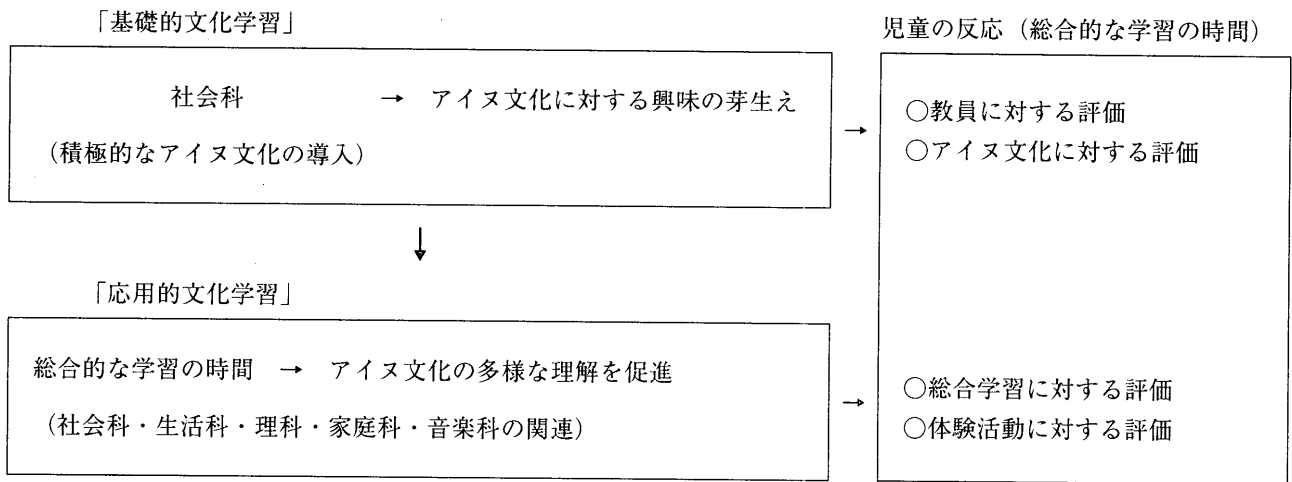 「基礎的文化学習」
社会科 → アイヌ文化に対する興味の芽生え
(積極的なアイヌ文化の導入)
↓
「応用的文化学習」
総合的な学習の時間 → アイヌ文化の多様な理解を促進
(社会科・生活科・理科・家庭科・音楽科の関連)
→
児童の反応(総合的な学習の時間)
○教員に対する評価
○アイヌ文化に対する評価
→
○総合学習に対する評価
○体験活動に対する評価